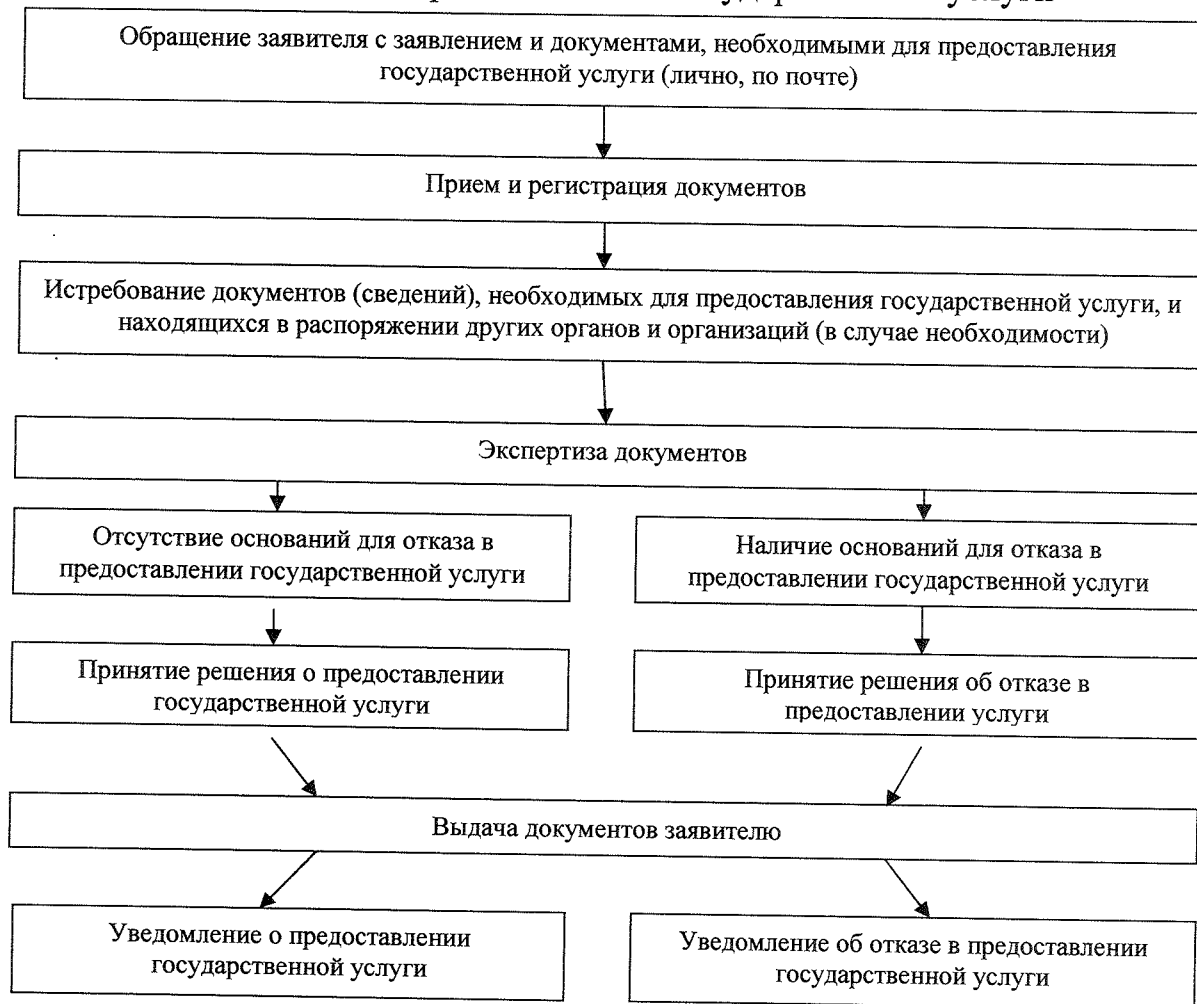 Обращение заявителя с заявлением и документами, необходимыми для предоставления
государственной услуги (лично, по почте)
Прием и регистрация документов
Истребование документов (сведений), необходимых для предоставления государственной услуги, и
находящихся в распоряжении других органов и организаций (в случае необходимости)
Экспертиза документов
Отсутствие оснований для отказа в
предоставлении государственной услуги
Наличие оснований для отказа в
предоставлении государственной услуги
Принятие решения о предоставлении
государственной услуги
Принятие решения об отказе в
предоставлении услуги
Выдача документов заявителю
Уведомление о предоставлении
государственной услуги
Уведомление об отказе в предоставлении
государственной услуги